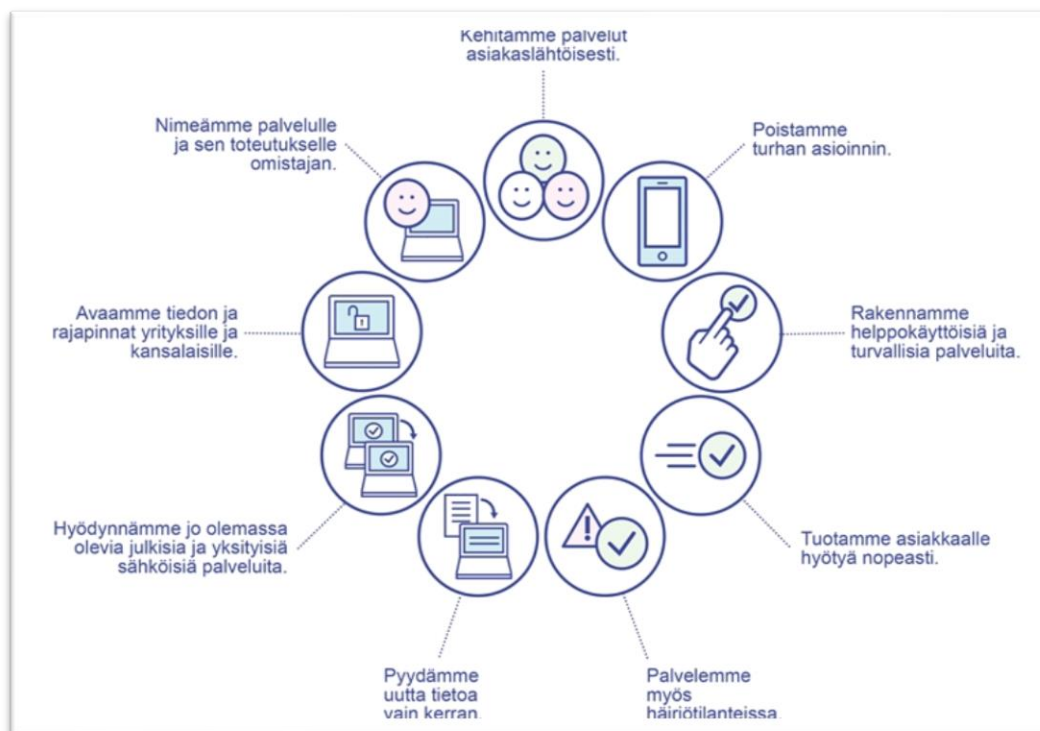 Kehitämme palvelut
asiakaslähtöisesti.
Poistamme
turhan asioinnin.
Rakennamme
helppokäyttöisiä ja
turvallisia palveluita.
Tuotamme asiakkaalle
hyötyä nopeasti.
Palvelemme
myös
häiriötilanteissa.
Pyydämme
uutta tietoa
vain kerran.
Hyödynnämme jo olemassa
olevia julkisia ja yksityisiä
sähköisiä palveluita.
Avaamme tiedon ja
rajapinnat yrityksille ja
kansalaisille.
Nimeämme palvelulle
ja sen toteutukselle
omistajan.